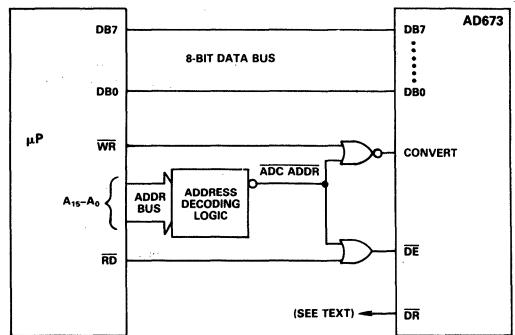 AD673
DB7
DB7
8-BIT DATA BUS
DB0
DB0
μP
WR
CONVERT
ADC ADDR
A15-A0
ADDR
BUS
ADDRESS
DECODING
LOGIC
RD
DE
(SEE TEXT)
DR